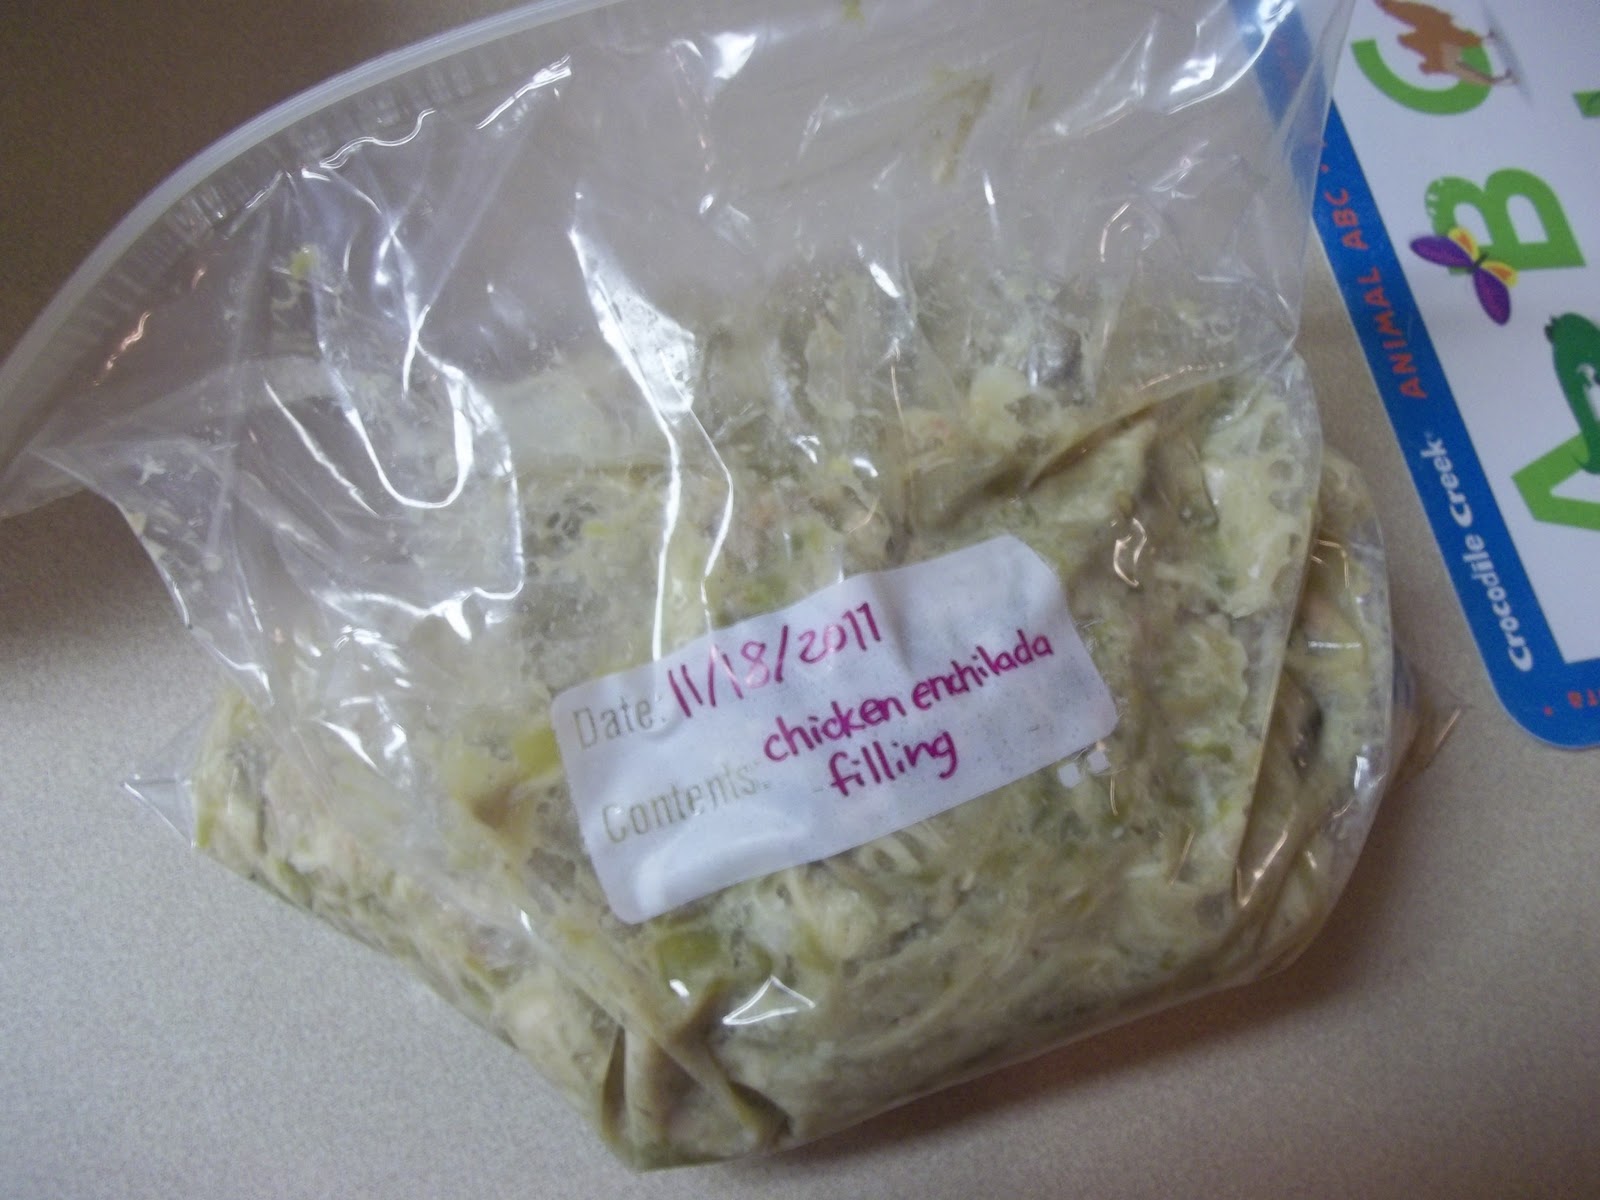 Date: 11/18/2011
Contents: chicken enchilada
filling
ANIMAL ABC
Crocodile Creek
A
B
C